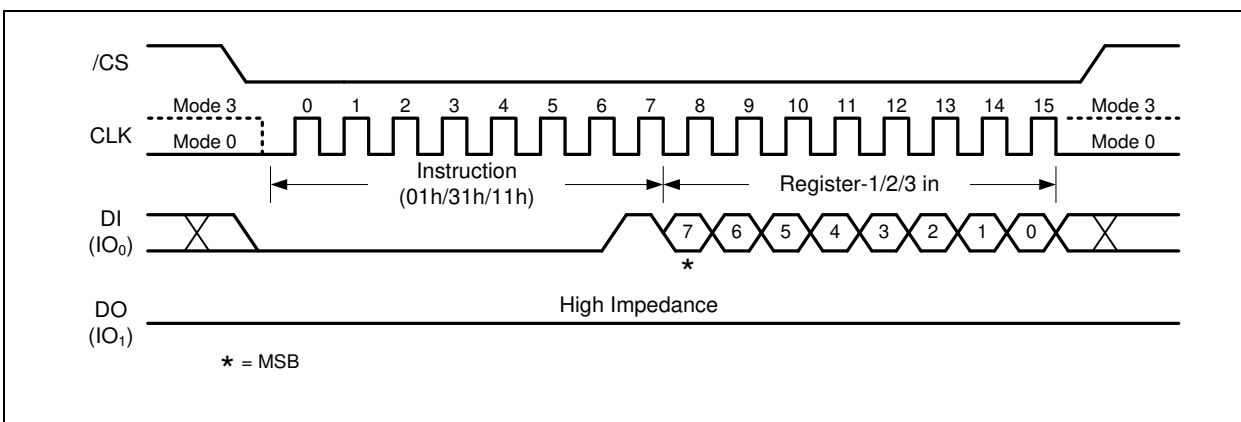 /CS
Mode 3 0 1 2 3 4 5 6 7 8 9 10 11 12 13 14 15 Mode 3
CLK
Mode 0 Mode 0
Instruction
(01h/31h/11h)
Register-1/2/3 in
DI
(IO₀)
7 6 5 4 3 2 1 0
*
High Impedance
DO
(IO₁)
* = MSB